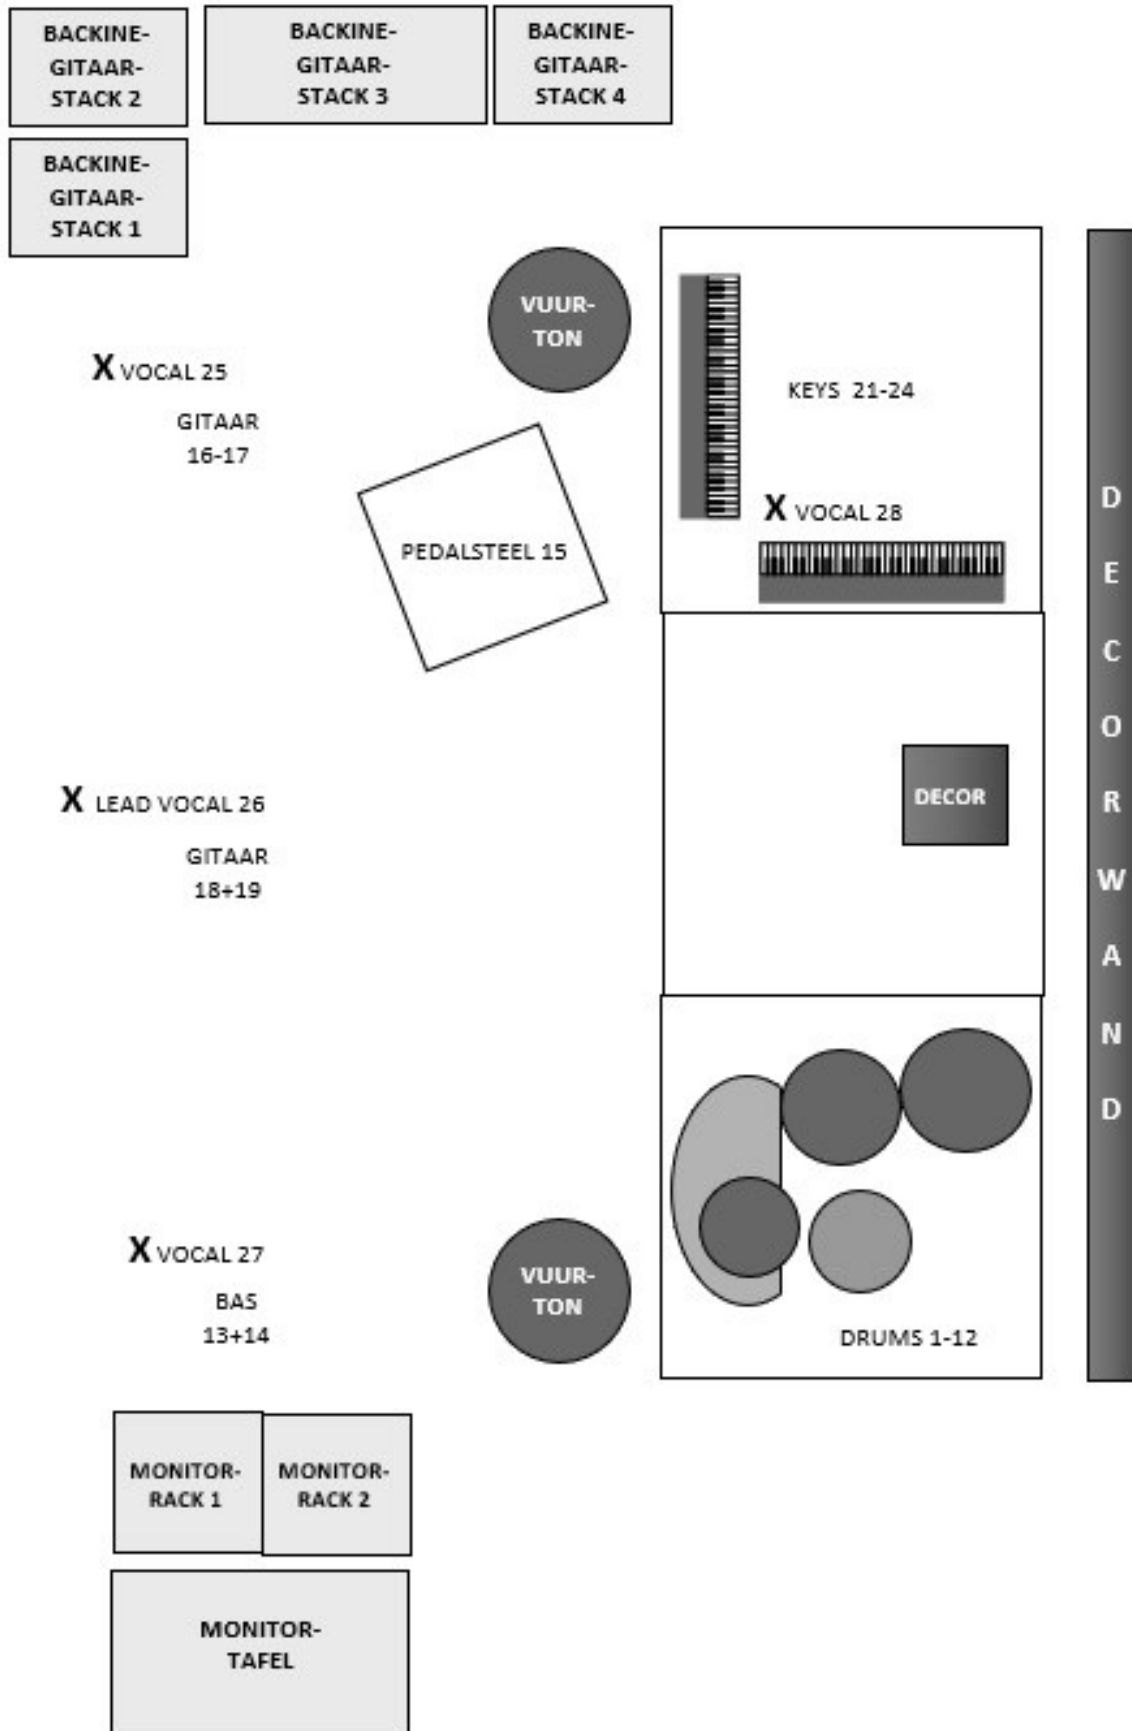 BACKINE-
GITAAR-
STACK 2
BACKINE-
GITAAR-
STACK 3
BACKINE-
GITAAR-
STACK 4
BACKINE-
GITAAR-
STACK 1
VUUR-
TON
X VOCAL 25
GITAAR
16-17
KEYS 21-24
X VOCAL 28
PEDALSTEEL 15
X LEAD VOCAL 26
GITAAR
18+19
DECOR
D
E
C
O
R
W
A
N
D
X VOCAL 27
BAS
13+14
VUUR-
TON
DRUMS 1-12
MONITOR-
RACK 1
MONITOR-
RACK 2
MONITOR-
TAFEL